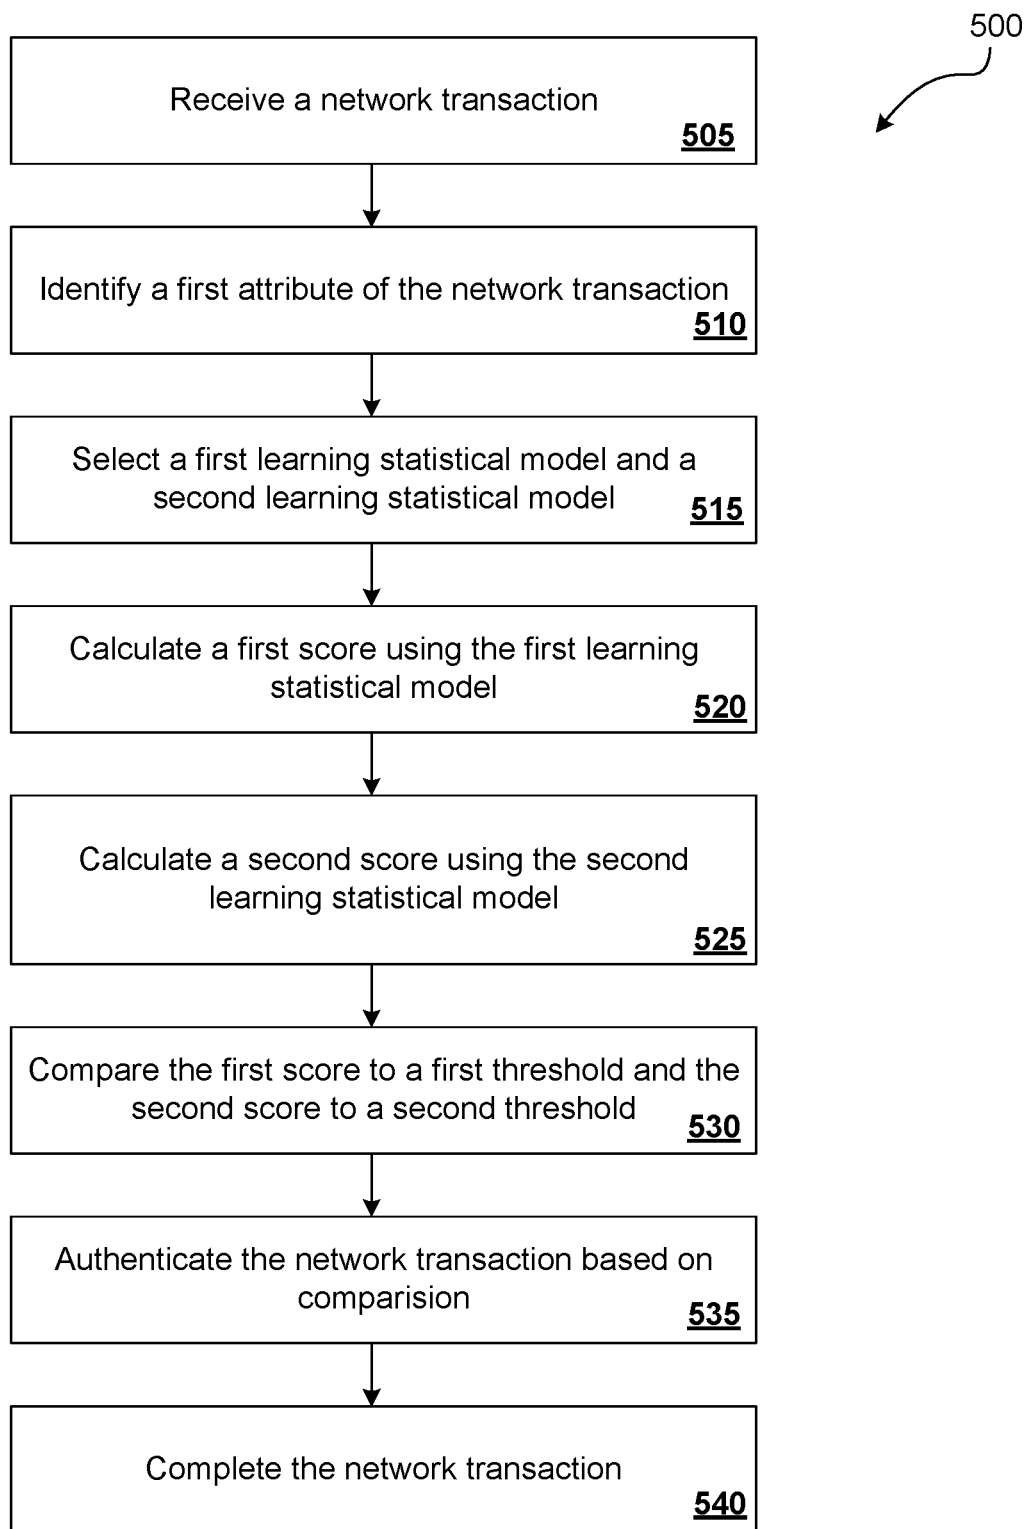 500
Receive a network transaction
505
Identify a first attribute of the network transaction
510
Select a first learning statistical model and a
second learning statistical model
515
Calculate a first score using the first learning
statistical model
520
Calculate a second score using the second
learning statistical model
525
Compare the first score to a first threshold and the
second score to a second threshold
530
Authenticate the network transaction based on
comparision
535
Complete the network transaction
540